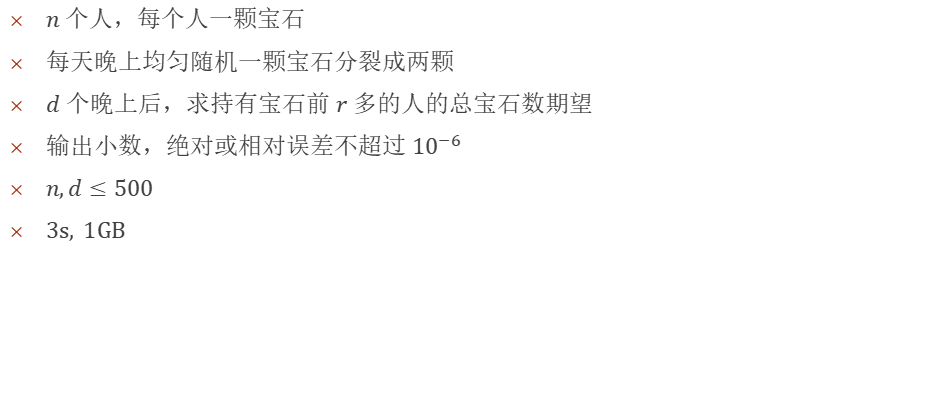 × n 个人，每个人一颗宝石
× 每天晚上均匀随机一颗宝石分裂成两颗
× d 个晚上后，求持有宝石前 r 多的人的总宝石数期望
× 输出小数，绝对或相对误差不超过 10⁻⁶
× n, d ≤ 500
× 3s, 1GB